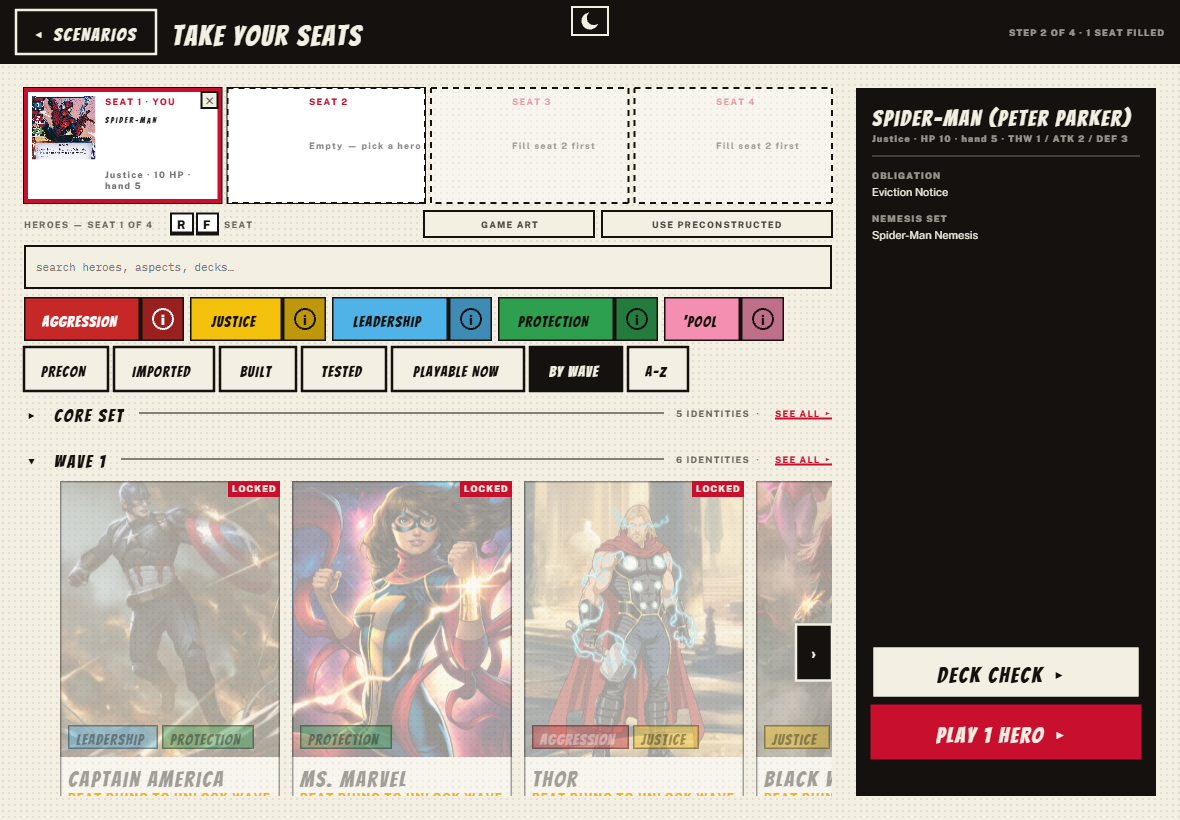 SCENARIOS
TAKE YOUR SEATS
STEP 2 OF 4 · 1 SEAT FILLED
SEAT 1 · YOU
SPIDER-MAN
Justice · 10 HP ·
hand 5
SEAT 2
Empty — pick a hero
SEAT 3
Fill seat 2 first
SEAT 4
Fill seat 2 first
HEROES — SEAT 1 OF 4
R F SEAT
GAME ART
USE PRECONSTRUCTED
search heroes, aspects, decks…
AGGRESSION
JUSTICE
LEADERSHIP
PROTECTION
'POOL
PRECON
IMPORTED
BUILT
TESTED
PLAYABLE NOW
BY WAVE
A-Z
CORE SET
5 IDENTITIES ·
SEE ALL
WAVE 1
6 IDENTITIES ·
SEE ALL
LOCKED
LEADERSHIP
PROTECTION
CAPTAIN AMERICA
LOCKED
PROTECTION
MS. MARVEL
LOCKED
AGGRESSION
JUSTICE
THOR
JUSTICE
BLACK
SPIDER-MAN (PETER PARKER)
Justice · HP 10 · hand 5 · THW 1 / ATK 2 / DEF 3
OBLIGATION
Eviction Notice
NEMESIS SET
Spider-Man Nemesis
DECK CHECK
PLAY 1 HERO